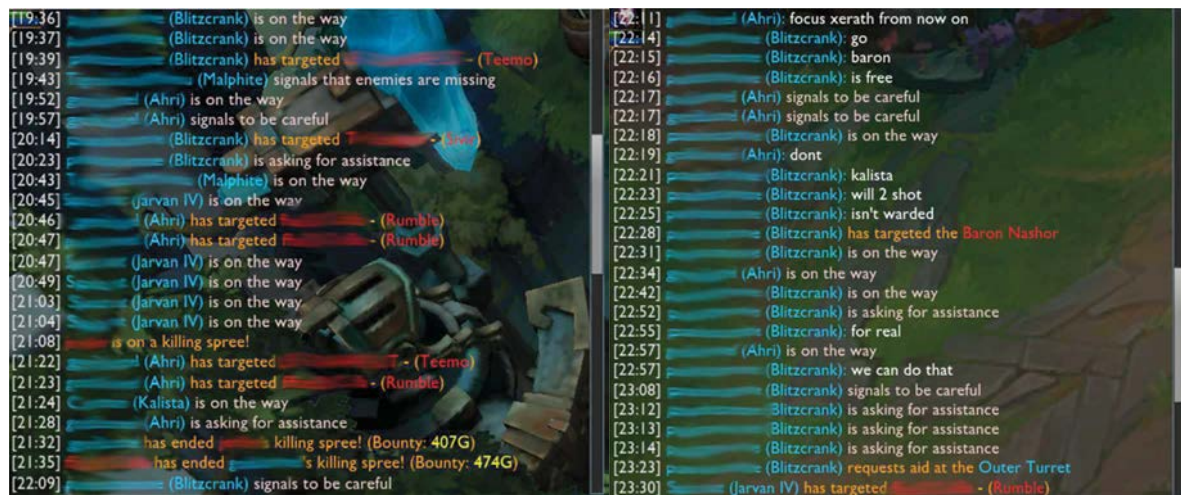 [19:36] (Blitzcrank) is on the way
[19:37] (Blitzcrank) is on the way
[19:39] (Blitzcrank) has targeted - (Teemo)
[19:43] (Malphite) signals that enemies are missing
[19:52] (Ahri) is on the way
[19:57] (Ahri) signals to be careful
[20:14] (Blitzcrank) has targeted T - (Sivir)
[20:23] (Blitzcrank) is asking for assistance
[20:43] (Malphite) is on the way
[20:45] (Jarvan IV) is on the way
[20:46] (Ahri) has targeted - (Rumble)
[20:47] (Ahri) has targeted - (Rumble)
[20:47] (Jarvan IV) is on the way
[20:49] S (Jarvan IV) is on the way
[21:03] (Jarvan IV) is on the way
[21:04] (Jarvan IV) is on the way
[21:08] is on a killing spree!
[21:22] (Ahri) has targeted - (Teemo)
[21:23] (Ahri) has targeted - (Rumble)
[21:24] (Kalista) is on the way
[21:28] (Ahri) is asking for assistance
[21:32] has ended 's killing spree! (Bounty: 407G)
[21:35] has ended 's killing spree! (Bounty: 474G)
[22:09] (Blitzcrank) signals to be careful
[22:11] (Ahri): focus xerath from now on
[22:14] (Blitzcrank): go
[22:15] (Blitzcrank): baron
[22:16] (Blitzcrank): is free
[22:17] (Ahri) signals to be careful
[22:17] (Ahri) signals to be careful
[22:18] (Blitzcrank) is on the way
[22:19] (Ahri): dont
[22:21] (Blitzcrank): kalista
[22:23] (Blitzcrank): will 2 shot
[22:25] (Blitzcrank): isn't warded
[22:28] (Blitzcrank) has targeted the Baron Nashor
[22:31] (Blitzcrank) is on the way
[22:34] (Ahri) is on the way
[22:42] (Blitzcrank) is on the way
[22:52] (Blitzcrank) is asking for assistance
[22:55] (Blitzcrank): for real
[22:57] (Ahri) is on the way
[22:57] (Blitzcrank): we can do that
[23:08] (Blitzcrank) signals to be careful
[23:12] Blitzcrank) is asking for assistance
[23:13] (Blitzcrank) is asking for assistance
[23:14] (Blitzcrank) is asking for assistance
[23:23] (Blitzcrank) requests aid at the Outer Turret
[23:30] (Jarvan IV) has targeted - (Rumble)